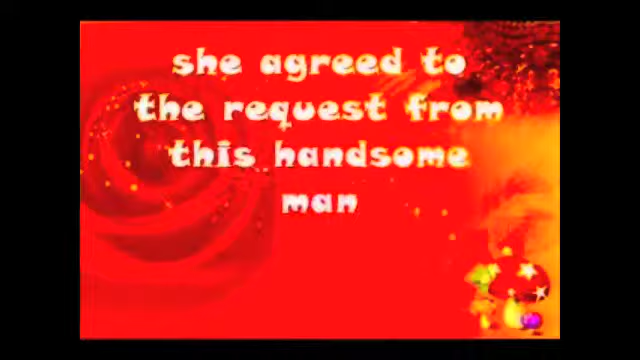 she agreed to
the request from
this handsome
man